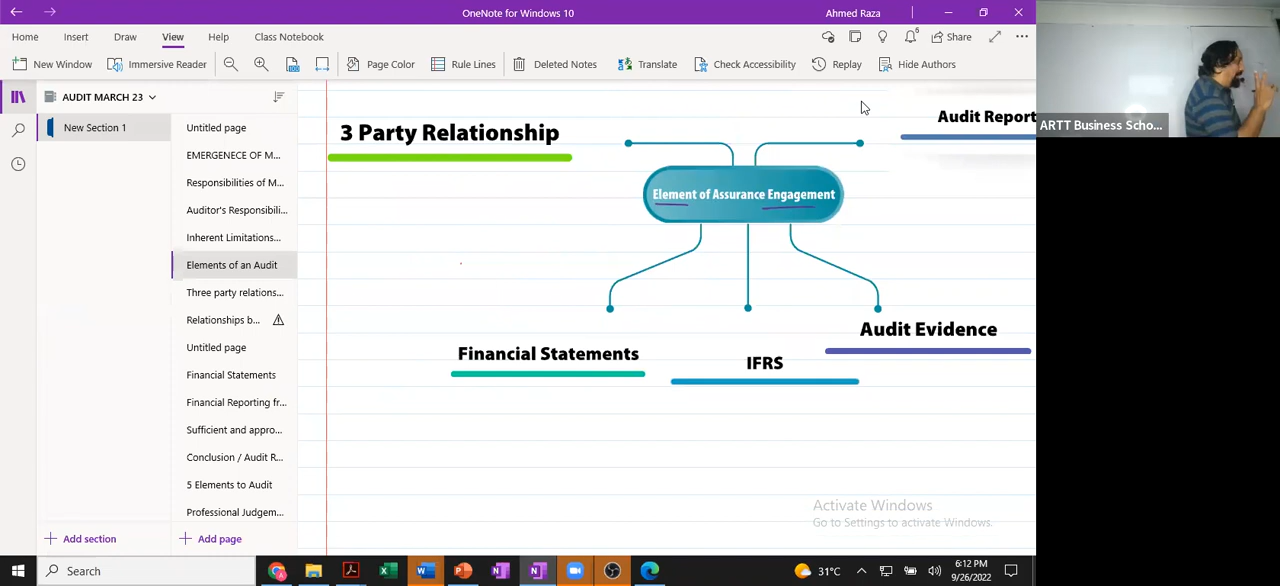 OneNote for Windows 10
Ahmed Raza
Home Insert Draw View Help Class Notebook
6
Share
New Window Immersive Reader Page Color Rule Lines Deleted Notes Translate Check Accessibility Replay Hide Authors
AUDIT MARCH 23
New Section 1
Untitled page
EMERGENECE OF M...
Responsibilities of M...
Auditor's Responsibili...
Inherent Limitations...
Elements of an Audit
Three party relations...
Relationships b...
Untitled page
Financial Statements
Financial Reporting fr...
Sufficient and appro...
Conclusion / Audit R...
5 Elements to Audit
Professional Judgem...
Add section
Add page
3 Party Relationship
Audit Report
Element of Assurance Engagement
Financial Statements
IFRS
Audit Evidence
Activate Windows
Go to Settings to activate Windows.
ARTT Business Scho...
Search
31°C
6:12 PM
9/26/2022